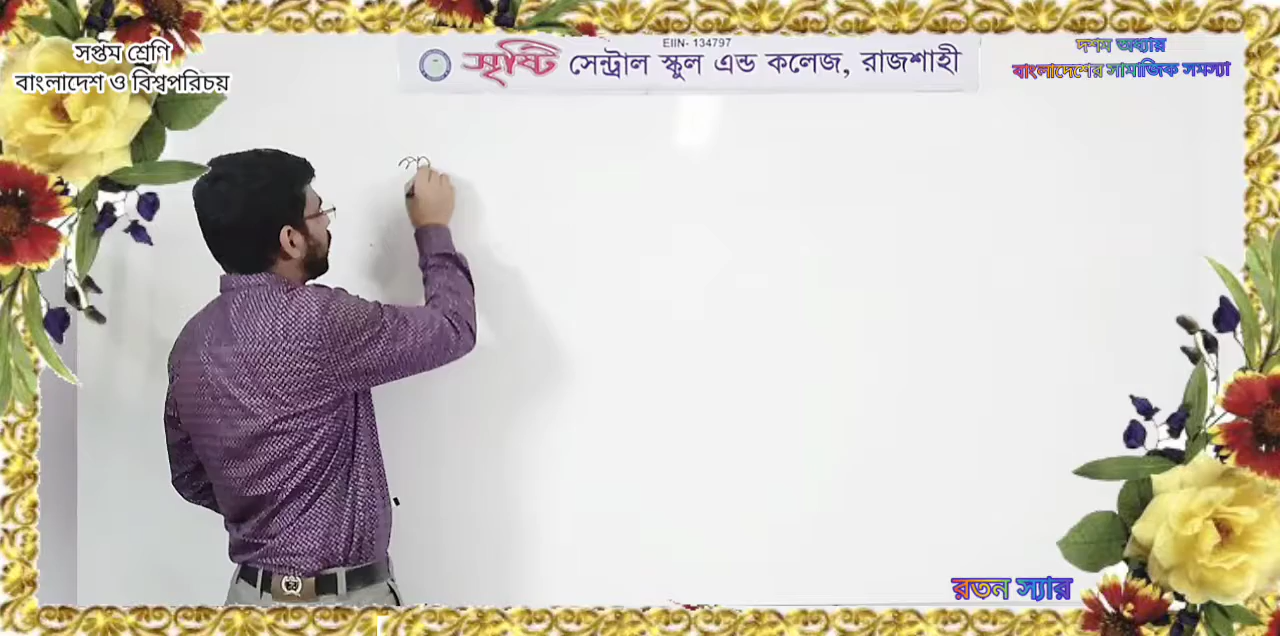 সপ্তম শ্রেণি
বাংলাদেশ ও বিশ্বপরিচয়
EIIN- 134797
সৃষ্টি সেন্ট্রাল স্কুল এন্ড কলেজ, রাজশাহী
দশম অধ্যায়
বাংলাদেশের সামাজিক সমস্যা
রতন স্যার